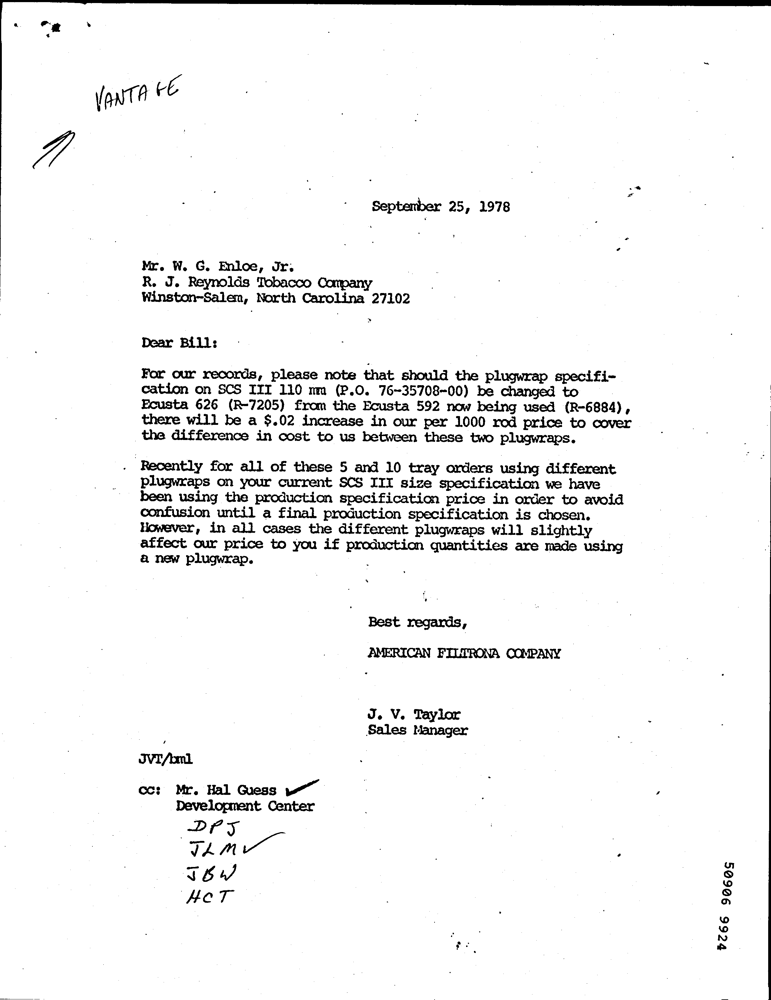 VANTAGE
September 25, 1978
Mr. W. G. Enloe, Jr.
R. J. Reynolds Tobacco Company
Winston-Salem, North Carolina 27102
Dear Bill:
For our records, please note that should the plugwrap specifi-
cation on SCS III 110 mm (P.O. 76-35708-00) be changed to
Ecusta 626 (R-7205) from the Ecusta 592 now being used (R-6884),
there will be a $.02 increase in our per 1000 rod price to cover
the difference in cost to us between these two plugwraps.
Recently for all of these 5 and 10 tray orders using different
plugwraps on your current SCS III size specification we have
been using the production specification price in order to avoid
confusion until a final production specification is chosen.
However, in all cases the different plugwraps will slightly
affect our price to you if production quantities are made using
a new plugwrap.
Best regards,
AMERICAN FILTRONA COMPANY
J. V. Taylor
Sales Manager
JVT/bml
cc: Mr. Hal Guess
Development Center
DPJ
JLM
JBW
HCT
50906 9924